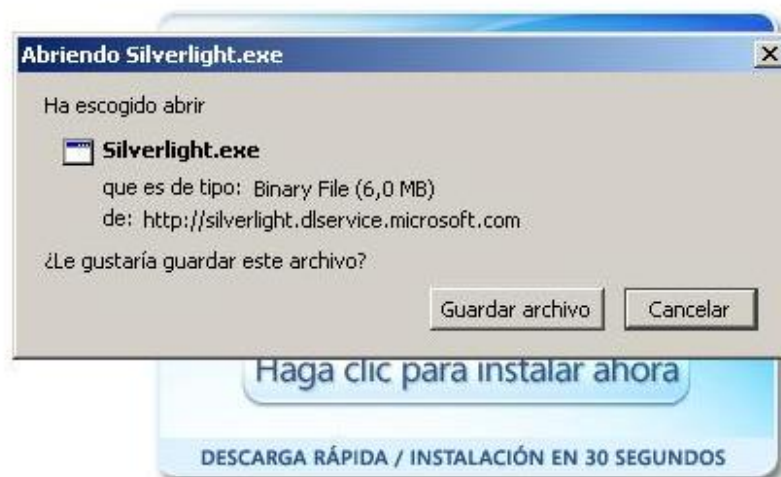 Abriendo Silverlight.exe
Ha escogido abrir
Silverlight.exe
que es de tipo: Binary File (6,0 MB)
de: http://silverlight.dlservice.microsoft.com
¿Le gustaría guardar este archivo?
Guardar archivo
Cancelar
Haga clic para instalar ahora
DESCARGA RÁPIDA / INSTALACIÓN EN 30 SEGUNDOS